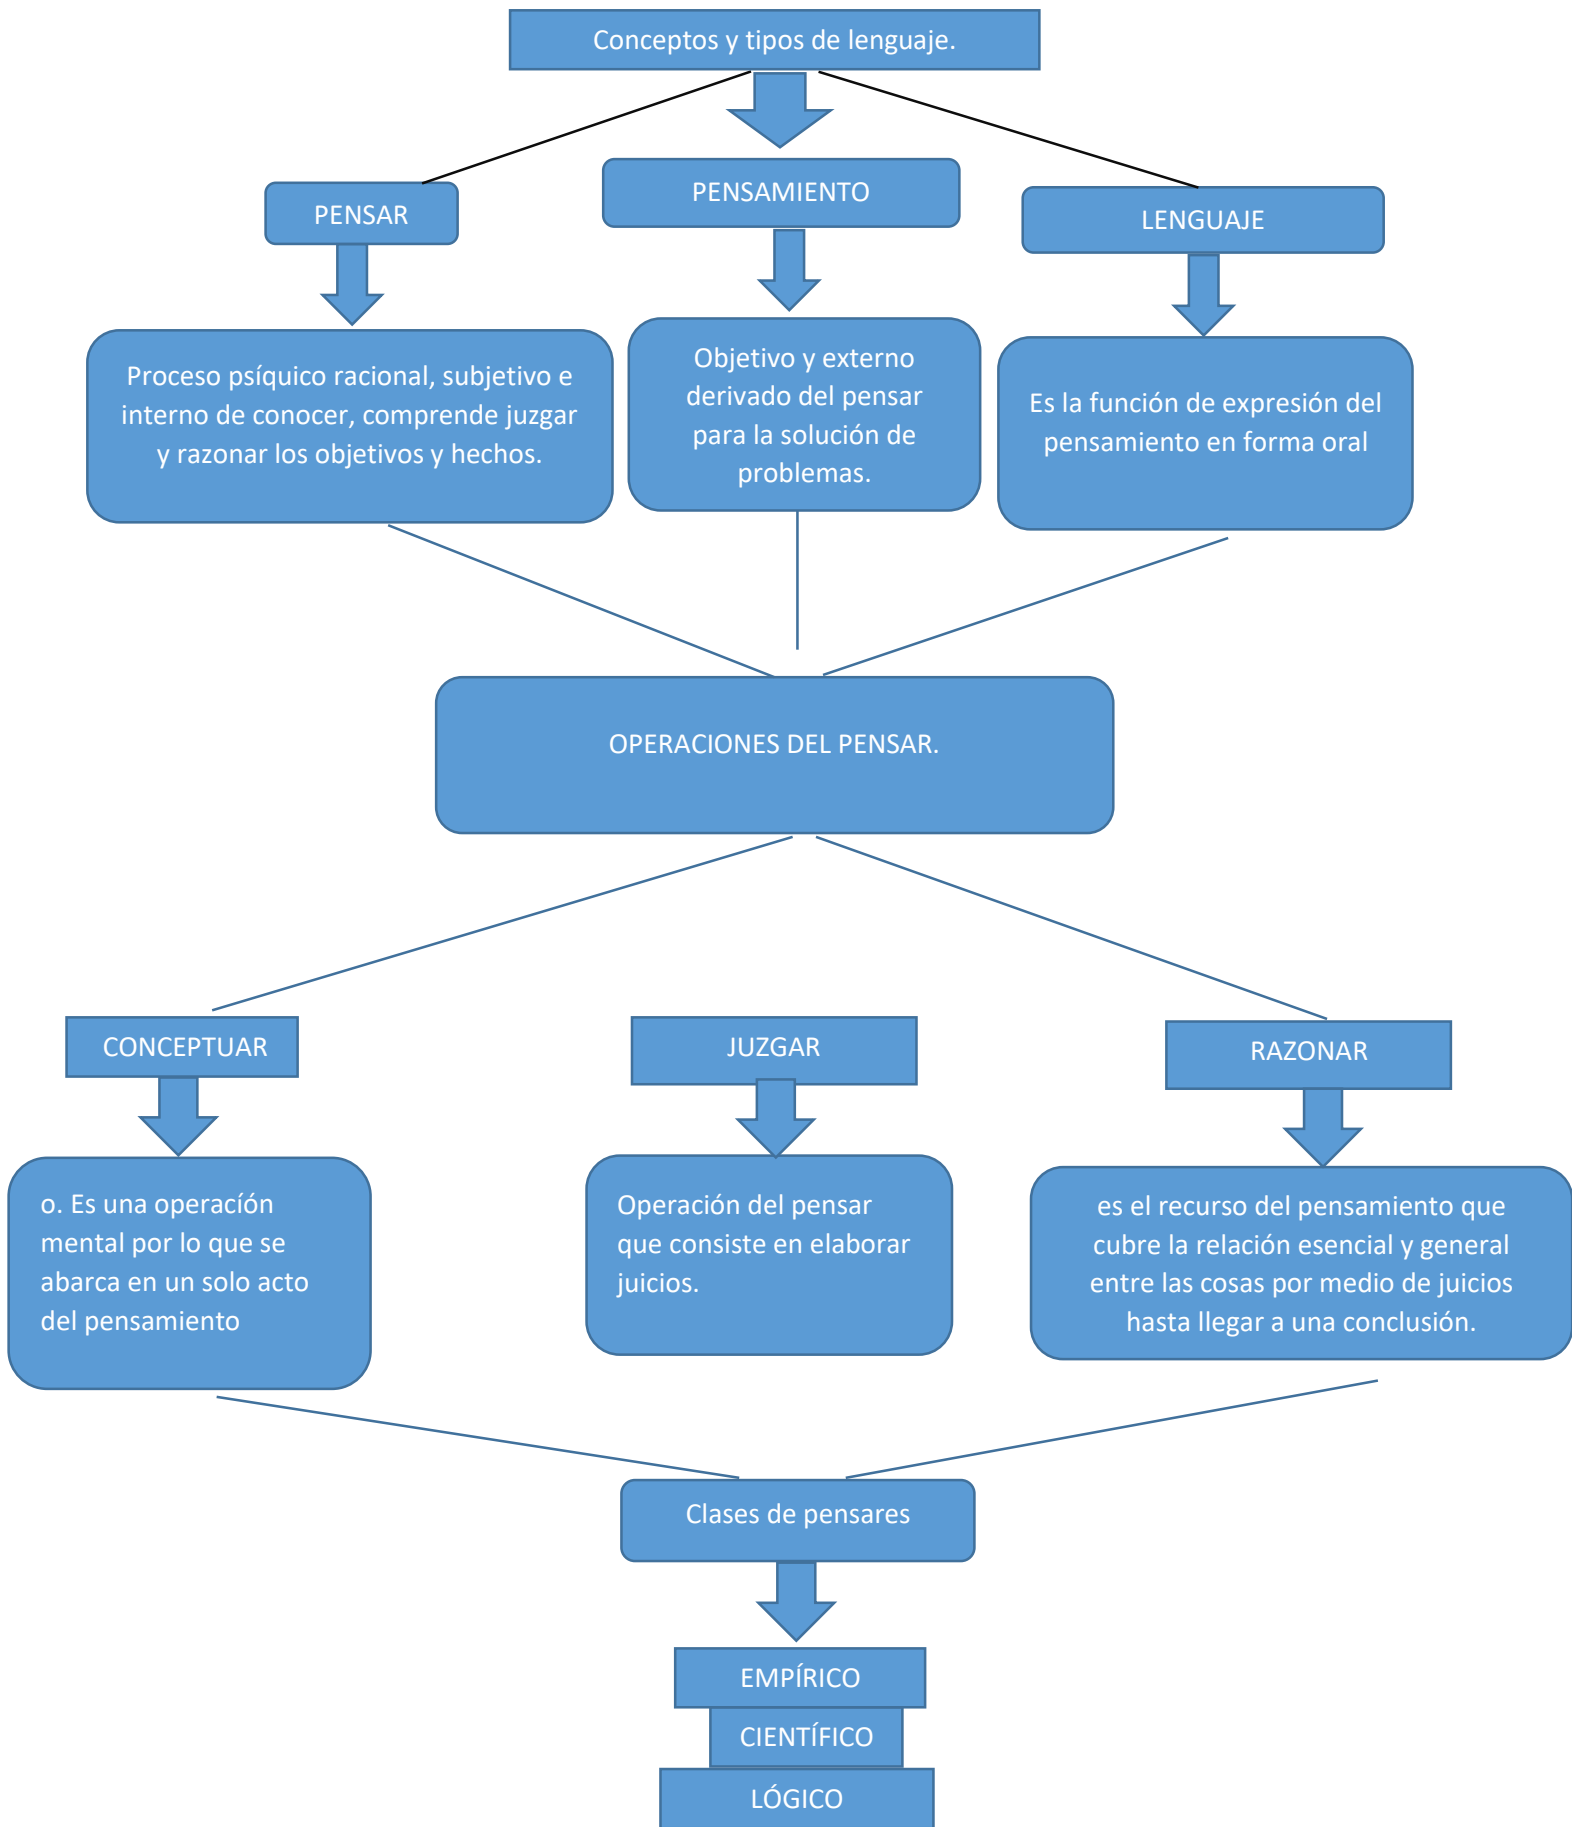 Conceptos y tipos de lenguaje.
PENSAR
PENSAMIENTO
LENGUAJE
Proceso psíquico racional, subjetivo e
interno de conocer, comprende juzgar
y razonar los objetivos y hechos.
Objetivo y externo
derivado del pensar
para la solución de
problemas.
Es la función de expresión del
pensamiento en forma oral
OPERACIONES DEL PENSAR.
CONCEPTUAR
JUZGAR
RAZONAR
o. Es una operación
mental por lo que se
abarca en un solo acto
del pensamiento
Operación del pensar
que consiste en elaborar
juicios.
es el recurso del pensamiento que
cubre la relación esencial y general
entre las cosas por medio de juicios
hasta llegar a una conclusión.
Clases de pensares
EMPÍRICO
CIENTÍFICO
LÓGICO